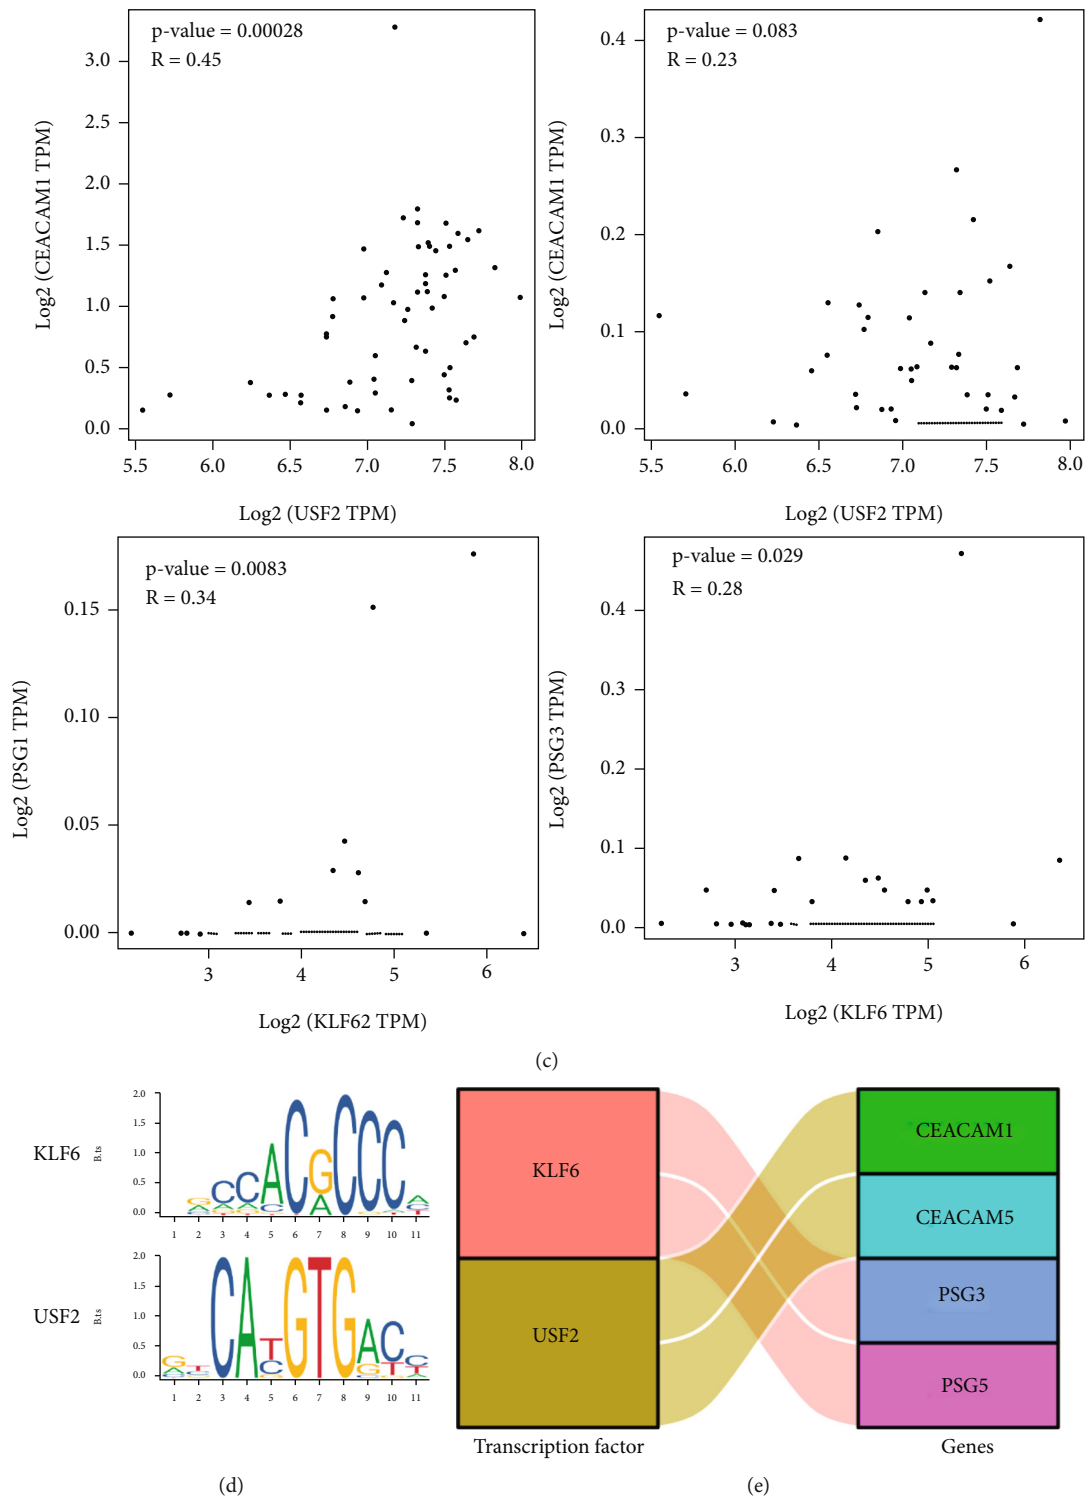 p-value = 0.00028
R = 0.45
Log2 (CEACAM1 TPM)
3.0
2.5
2.0
1.5
1.0
0.5
0.0
5.5 6.0 6.5 7.0 7.5 8.0
Log2 (USF2 TPM)
p-value = 0.083
R = 0.23
Log2 (CEACAM1 TPM)
0.4
0.3
0.2
0.1
0.0
5.5 6.0 6.5 7.0 7.5 8.0
Log2 (USF2 TPM)
p-value = 0.0083
R = 0.34
Log2 (PSG1 TPM)
0.15
0.10
0.05
0.00
3 4 5 6
Log2 (KLF62 TPM)
p-value = 0.029
R = 0.28
Log2 (PSG3 TPM)
0.4
0.3
0.2
0.1
0.0
3 4 5 6
Log2 (KLF6 TPM)
(c)
KLF6
B.ts
2.0
1.5
1.0
0.5
0.0
1 2 3 4 5 6 7 8 9 10 11
USF2
B.ts
2.0
1.5
1.0
0.5
0.0
1 2 3 4 5 6 7 8 9 10 11
(d)
KLF6
USF2
CEACAM1
CEACAM5
PSG3
PSG5
Transcription factor
Genes
(e)